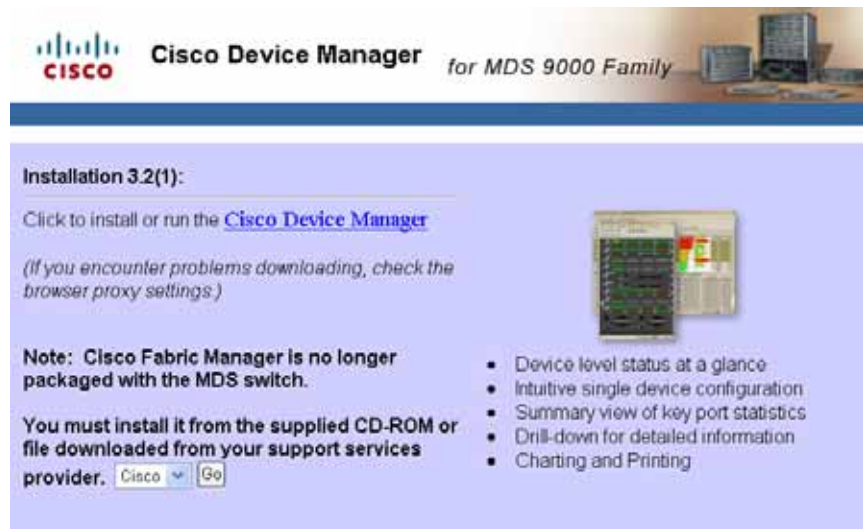 CISCO
Cisco Device Manager for MDS 9000 Family
Installation 3.2(1):
Click to install or run the Cisco Device Manager
(If you encounter problems downloading, check the
browser proxy settings.)
Note: Cisco Fabric Manager is no longer
packaged with the MDS switch.
You must install it from the supplied CD-ROM or
file downloaded from your support services
provider. Cisco Go
• Device level status at a glance
• Intuitive single device configuration
• Summary view of key port statistics
• Drill-down for detailed information
• Charting and Printing